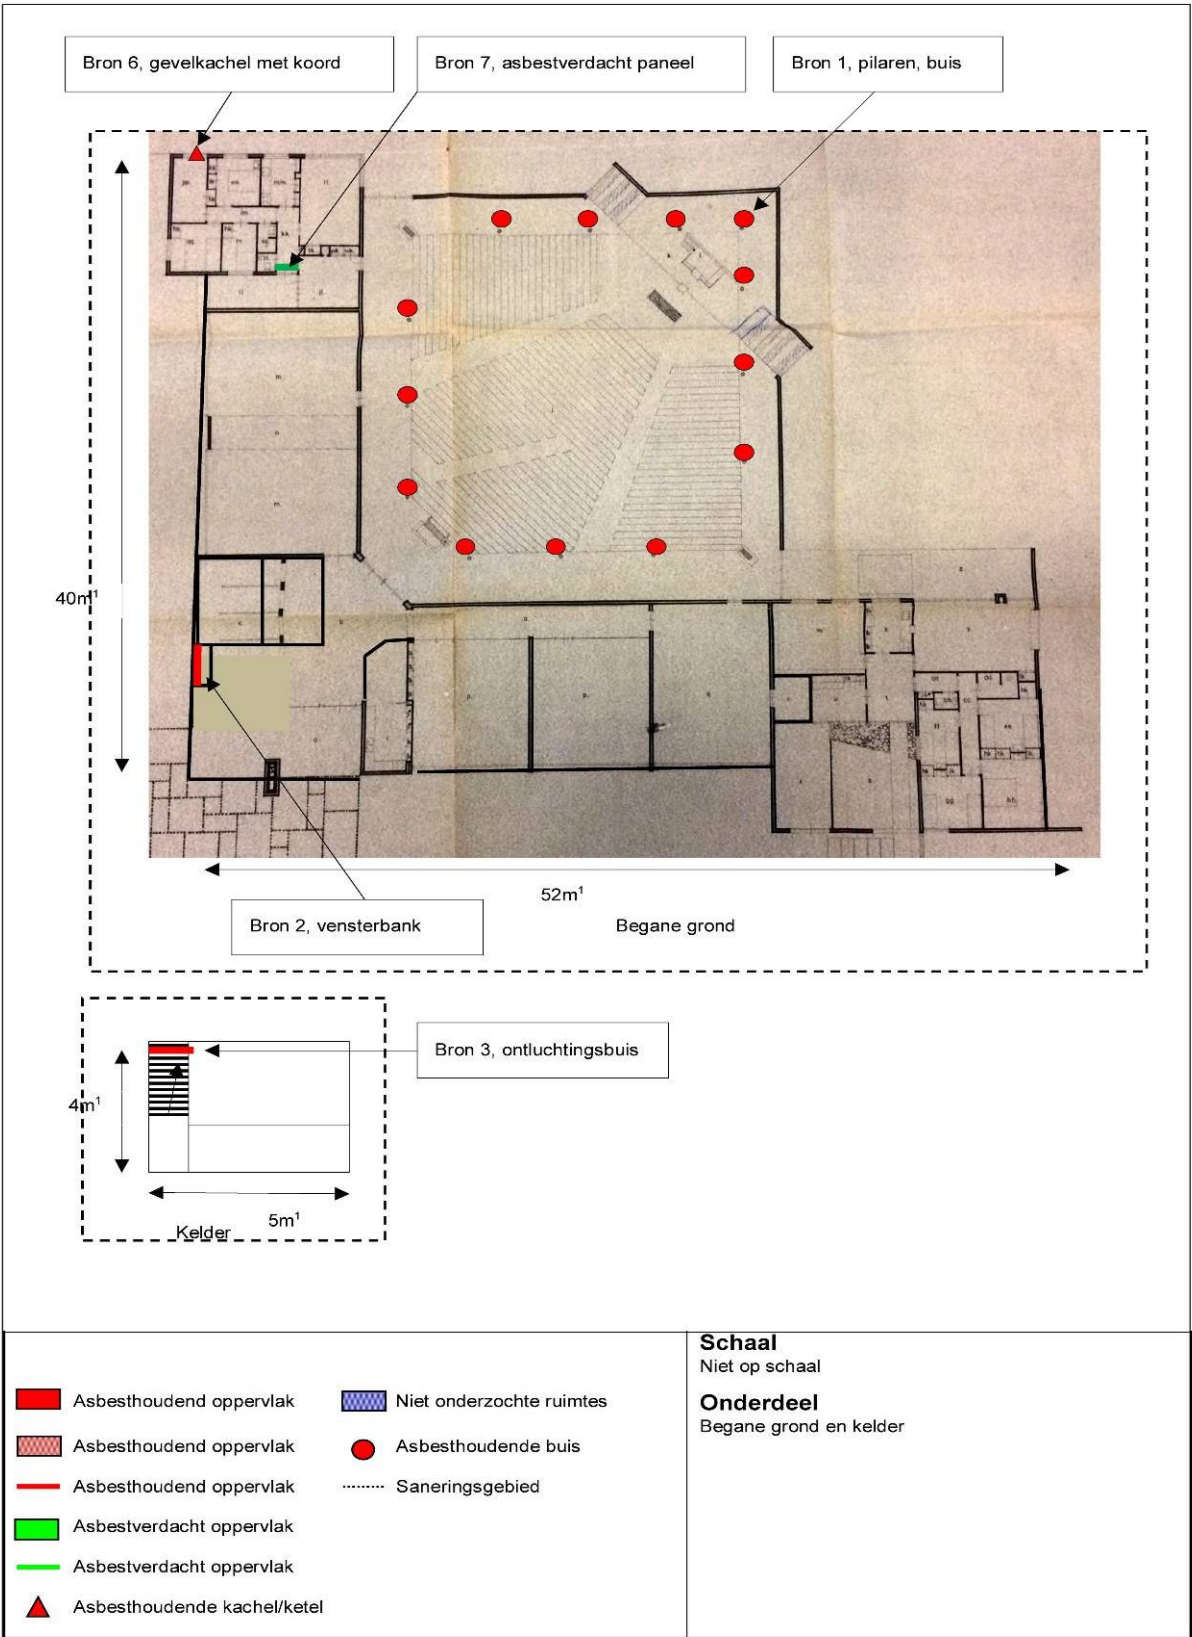 Bron 6, gevelkachel met koord
Bron 7, asbestverdacht paneel
Bron 1, pilaren, buis
40m¹
52m¹
Bron 2, vensterbank
Begane grond
Bron 3, ontluchtingsbuis
4m¹
5m¹
Kelder
Asbesthoudend oppervlak
Asbesthoudend oppervlak
Asbesthoudend oppervlak
Asbestverdacht oppervlak
Asbestverdacht oppervlak
Asbesthoudende kachel/ketel
Niet onderzochte ruimtes
Asbesthoudende buis
Saneringsgebied
Schaal
Niet op schaal
Onderdeel
Begane grond en kelder